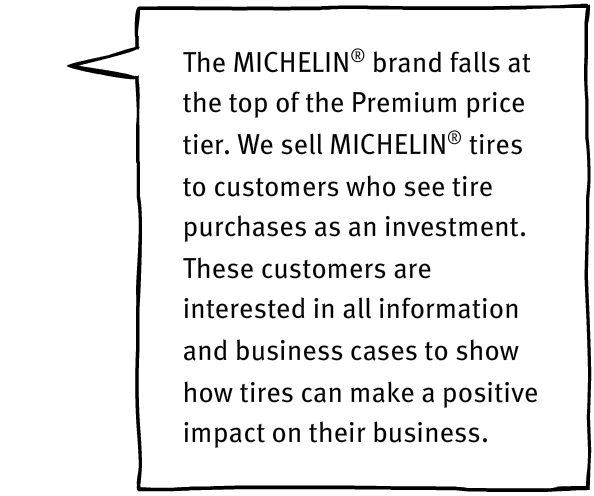 The MICHELIN® brand falls at
the top of the Premium price
tier. We sell MICHELIN® tires
to customers who see tire
purchases as an investment.
These customers are
interested in all information
and business cases to show
how tires can make a positive
impact on their business.